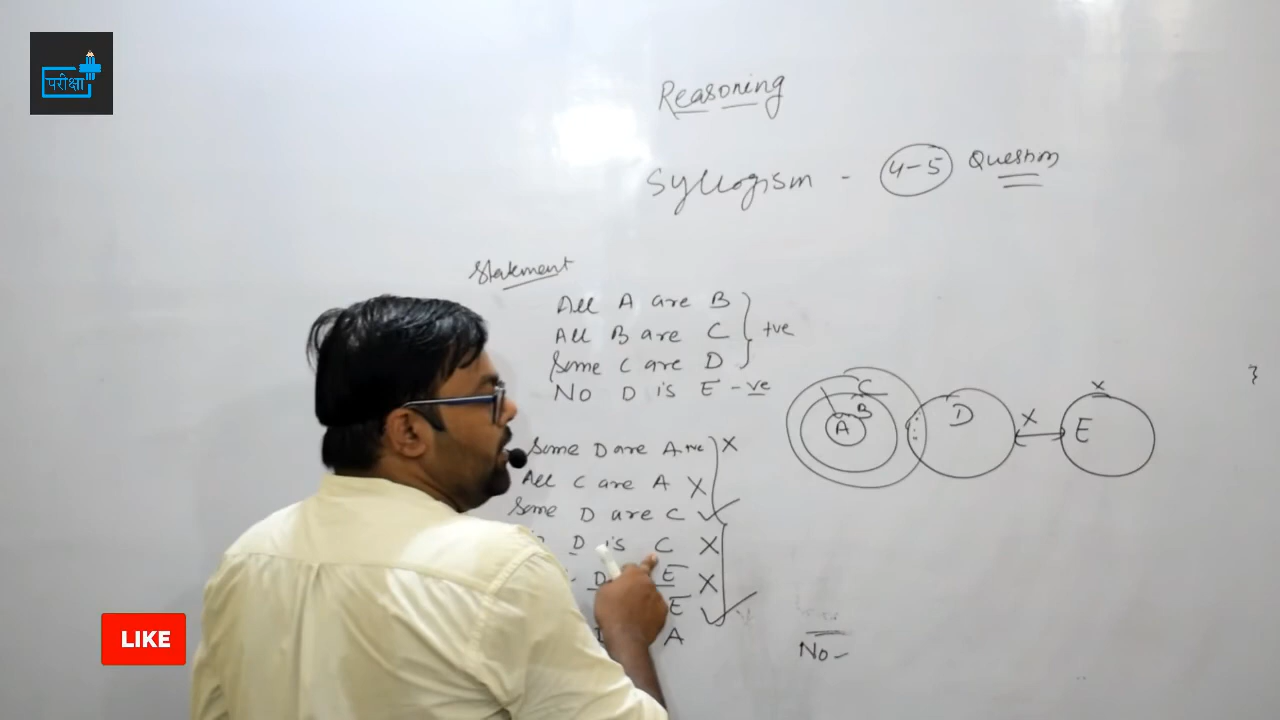 परीक्षा
Reasoning
Syllogism - 4-5 Question
Statement
All A are B
All B are C
Some C are D
+ve
No D is E -ve
Some D are A +ve X
All C are A X
Some D are C ✓
D is C X
D E X
E ✓
A
A B C D X E X
No-
LIKE